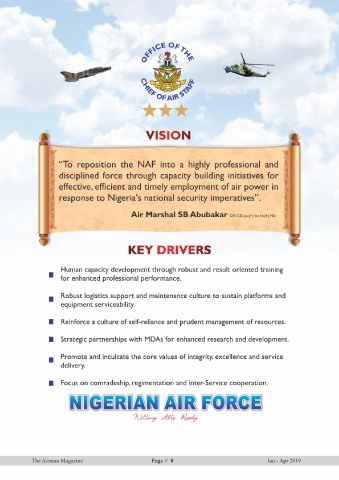 OFFICE OF THE
CHIEF OF AIR STAFF
VISION
“To reposition the NAF into a highly professional and
disciplined force through capacity building initiatives for
effective, efficient and timely employment of air power in
response to Nigeria's national security imperatives”.
Air Marshal SB Abubakar
KEY DRIVERS
Human capacity development through robust and result oriented training
for enhanced professional performance.
Robust logistics support and maintenance culture to sustain platforms and
equipment serviceability.
Reinforce a culture of self-reliance and prudent management of resources.
Strategic partnerships with MDAs for enhanced research and development.
Promote and inculcate the core values of integrity, excellence and service
delivery.
Focus on comradeship, regimentation and inter-Service cooperation.
NIGERIAN AIR FORCE
Willing Able Ready
The Airman Magazine Page // 8 Jan - Apr 2019